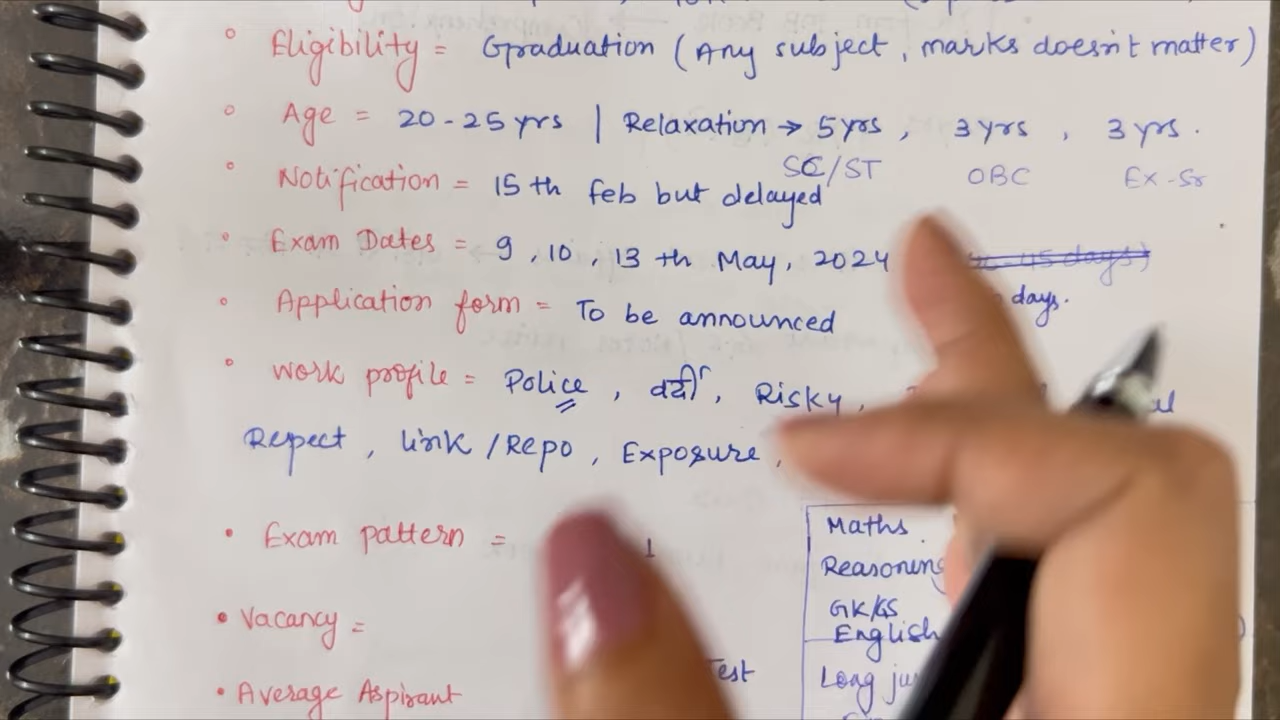 • Eligibility = Graduation (Any subject, marks doesn't matter)
• Age = 20 - 25 yrs | Relaxation → 5 yrs, 3 yrs, 3 yrs.
SC/ST OBC Ex-Sr
• Notification = 15 th feb but delayed
• Exam Dates = 9, 10, 13 th May, 2024
days.
• Application form = To be announced
• Work profile = Police, वर्दी, Risky,
Repect, link / Repo, Exposure,
• Exam pattern = 1
Maths.
Reasoning
GK/GS
English
• Vacancy =
Test
Long
• Average Aspirant